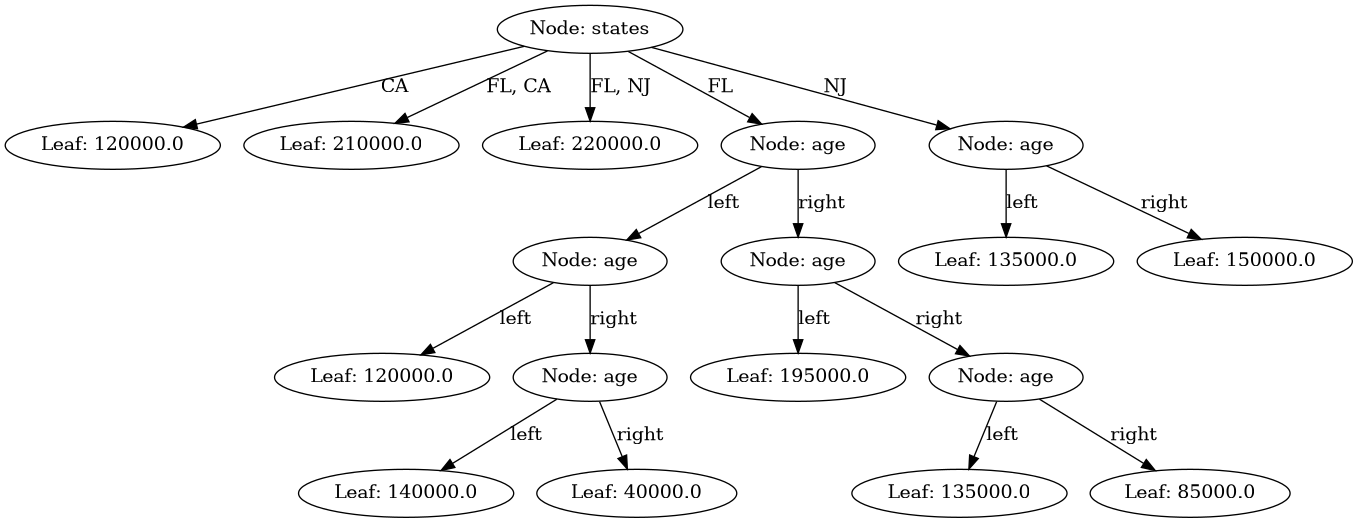 Node: states
CA
FL, CA
FL, NJ
FL
NJ
Leaf: 120000.0
Leaf: 210000.0
Leaf: 220000.0
Node: age
Node: age
left
right
left
right
Node: age
Node: age
Leaf: 135000.0
Leaf: 150000.0
left
right
left
right
Leaf: 120000.0
Node: age
Leaf: 195000.0
Node: age
left
right
left
right
Leaf: 140000.0
Leaf: 40000.0
Leaf: 135000.0
Leaf: 85000.0